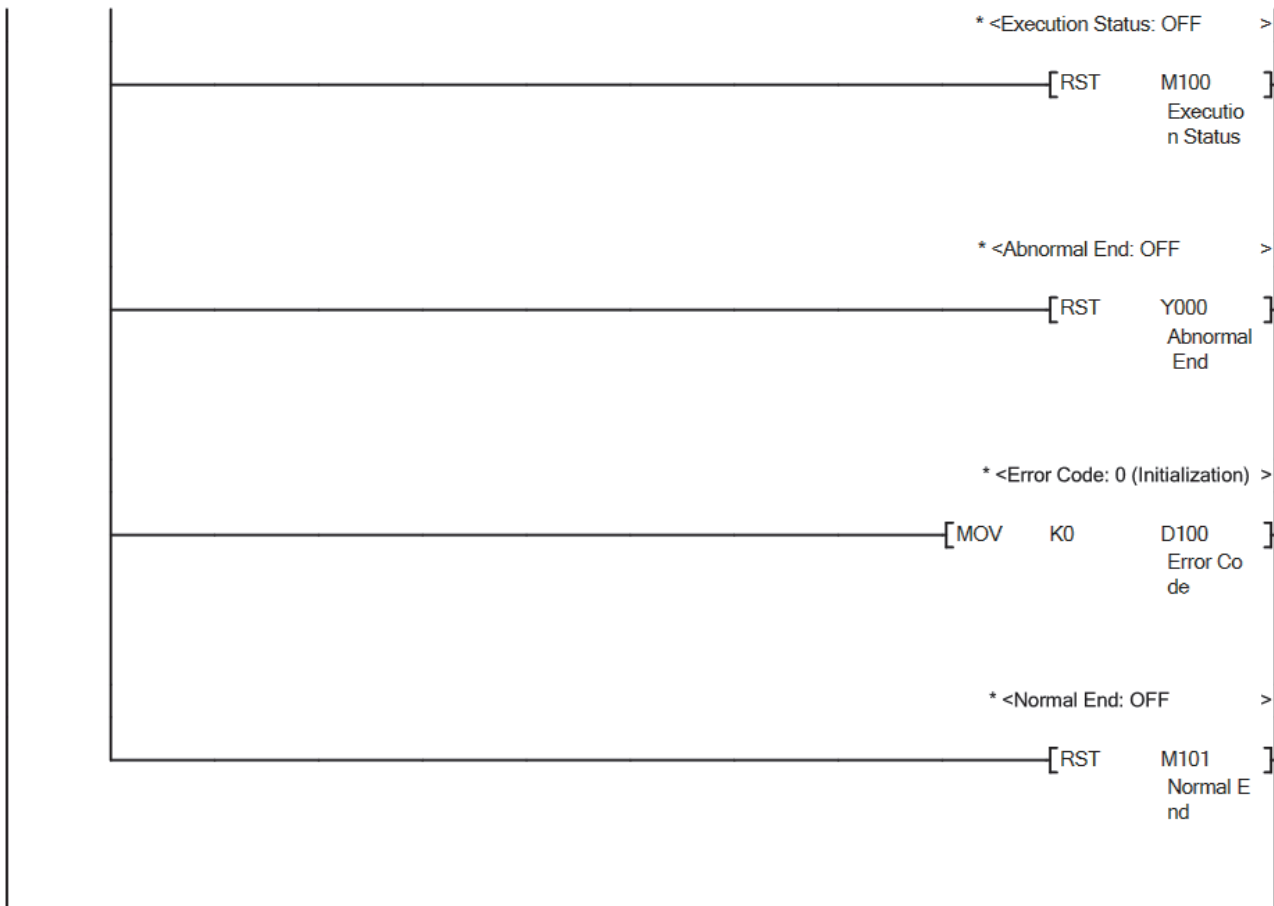 * <Execution Status: OFF >
RST M100
Executio
n Status
* <Abnormal End: OFF >
RST Y000
Abnormal
End
* <Error Code: 0 (Initialization) >
MOV K0 D100
Error Co
de
* <Normal End: OFF >
RST M101
Normal E
nd